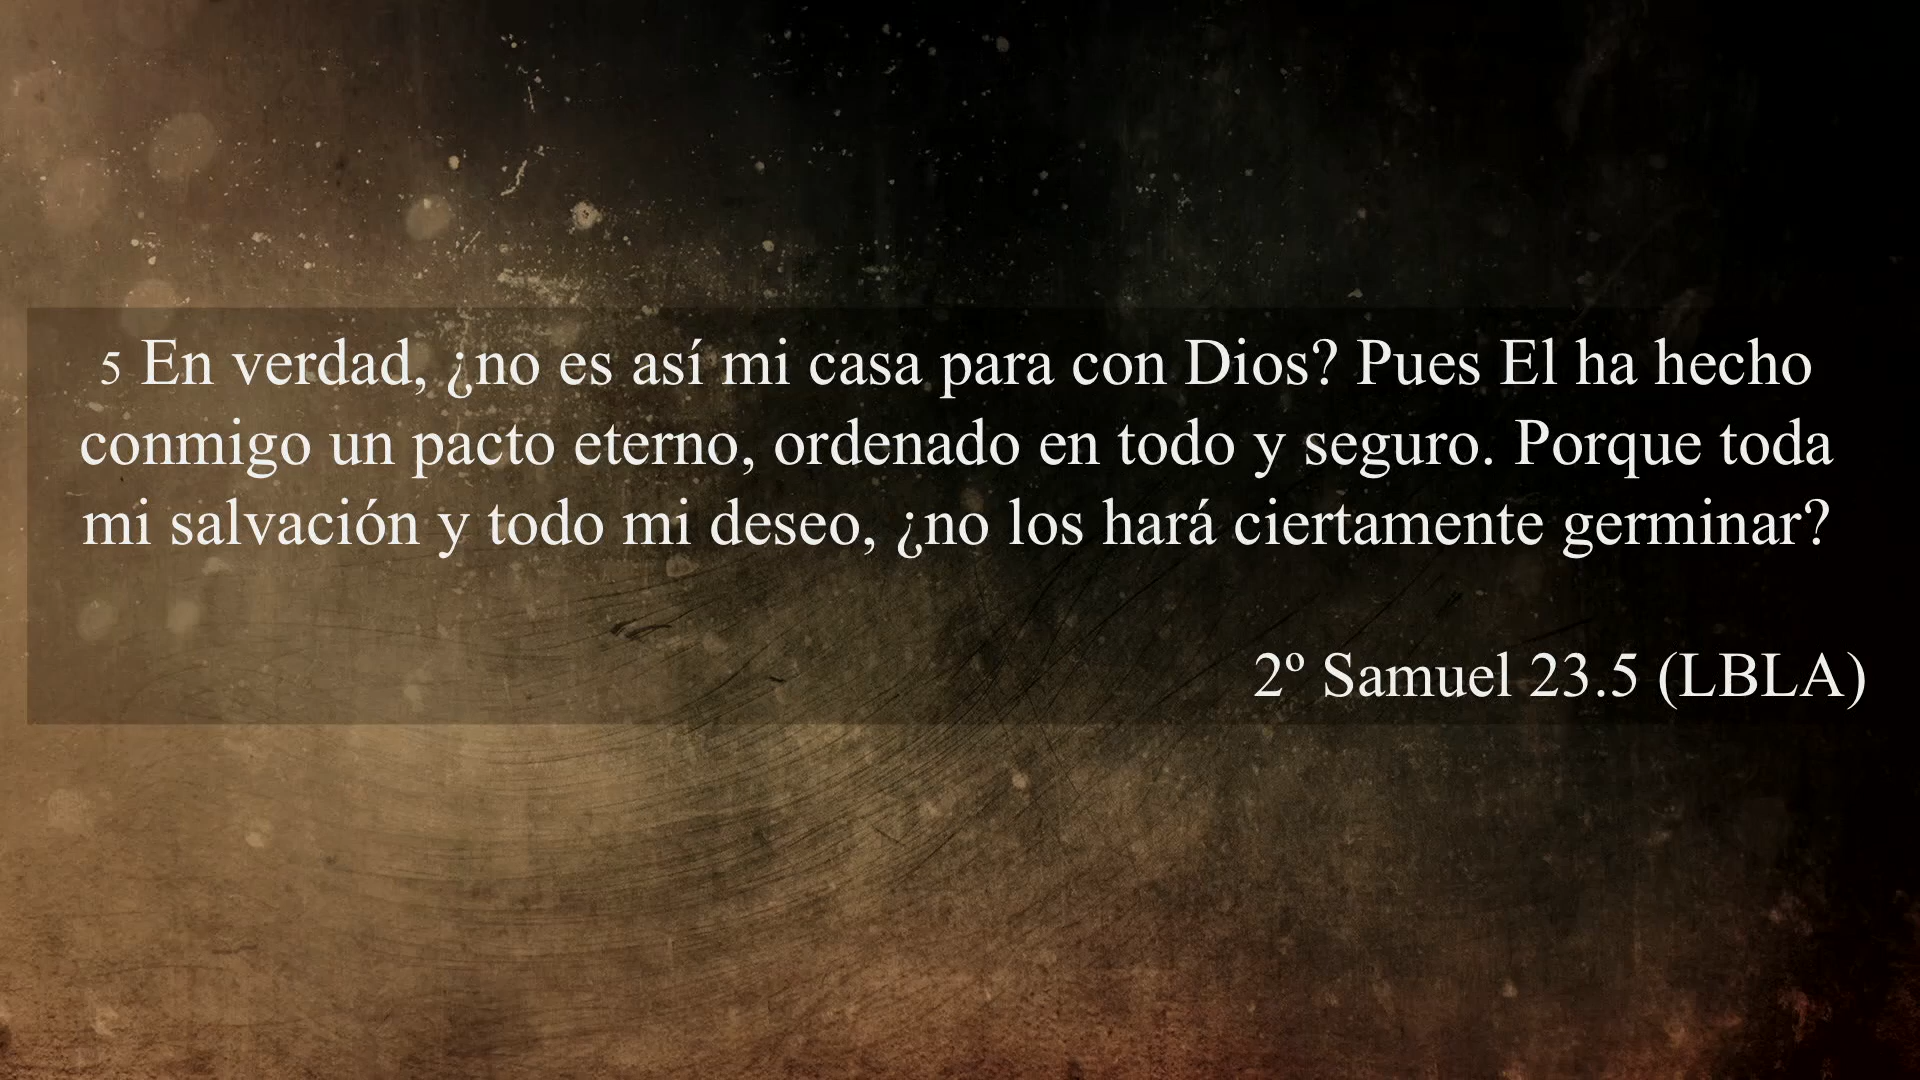 5 En verdad, ¿no es así mi casa para con Dios? Pues El ha hecho
conmigo un pacto eterno, ordenado en todo y seguro. Porque toda
mi salvación y todo mi deseo, ¿no los hará ciertamente germinar?
2º Samuel 23.5 (LBLA)